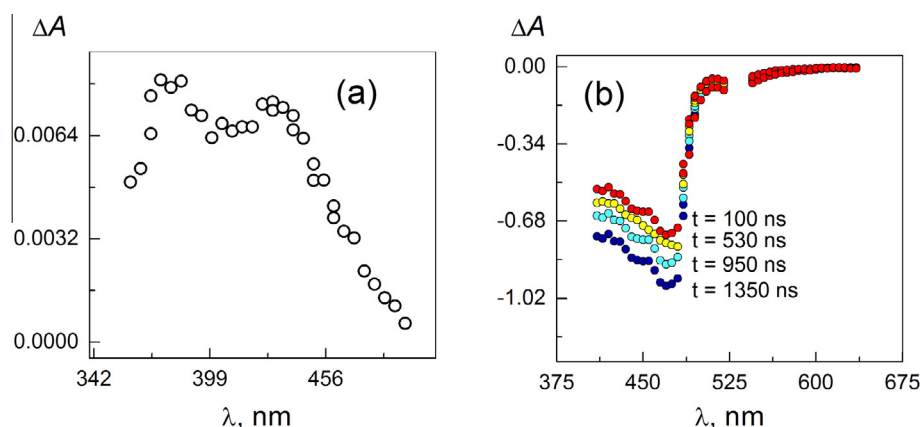 ΔA
(a)
0.0064
0.0032
0.0000
342 399 456
λ, nm
ΔA
(b)
0.00
-0.34
-0.68
-1.02
t = 100 ns
t = 530 ns
t = 950 ns
t = 1350 ns
375 450 525 600 675
λ, nm